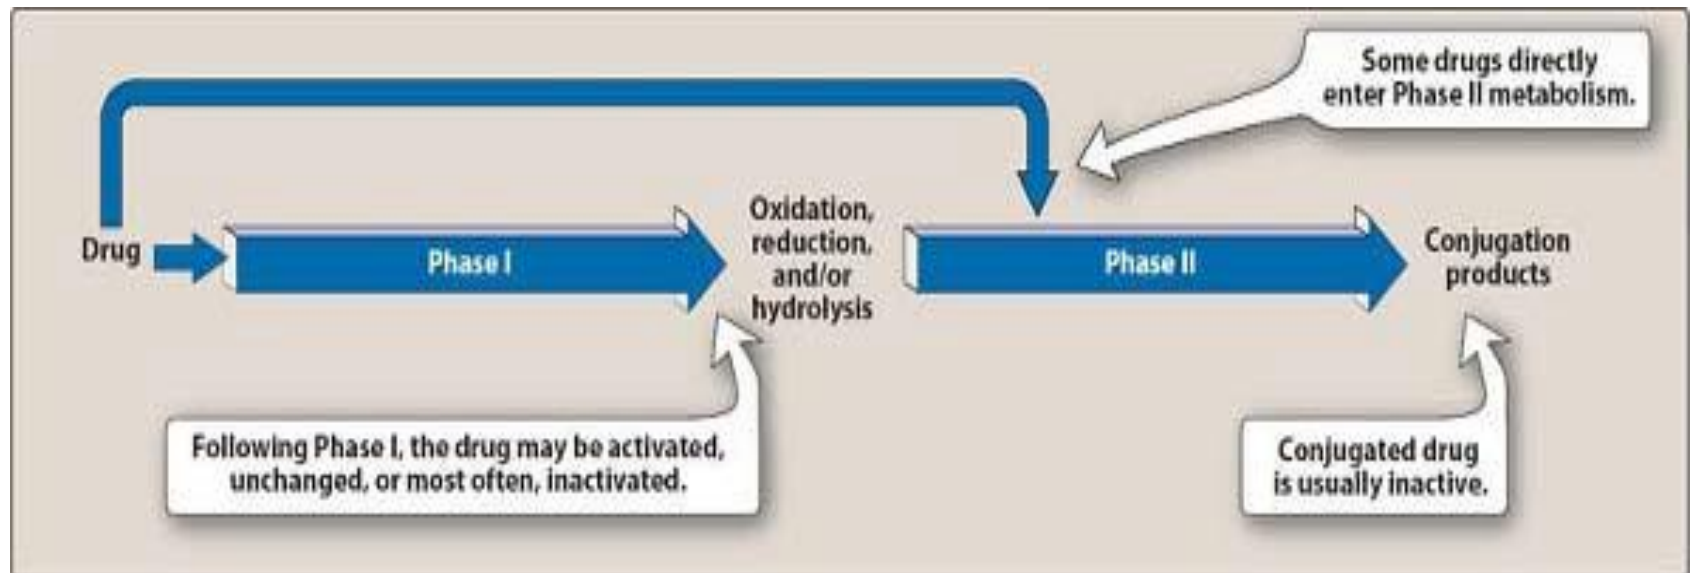 Some drugs directly
enter Phase II metabolism.
Drug
Phase I
Oxidation,
reduction,
and/or
hydrolysis
Phase II
Conjugation
products
Following Phase I, the drug may be activated,
unchanged, or most often, inactivated.
Conjugated drug
is usually inactive.